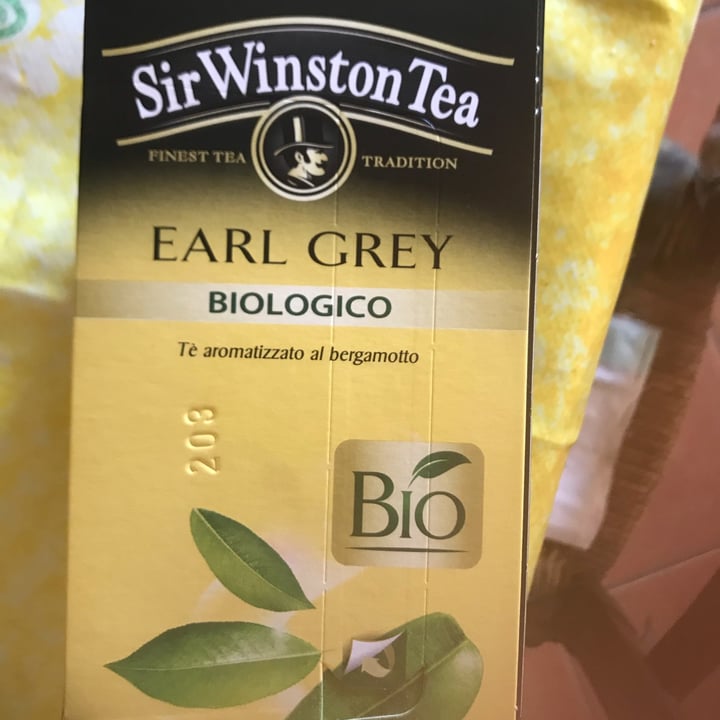 Sir Winston Tea
FINEST TEA TRADITION
EARL GREY
BIOLOGICO
Tè aromatizzato al bergamotto
203
Bio